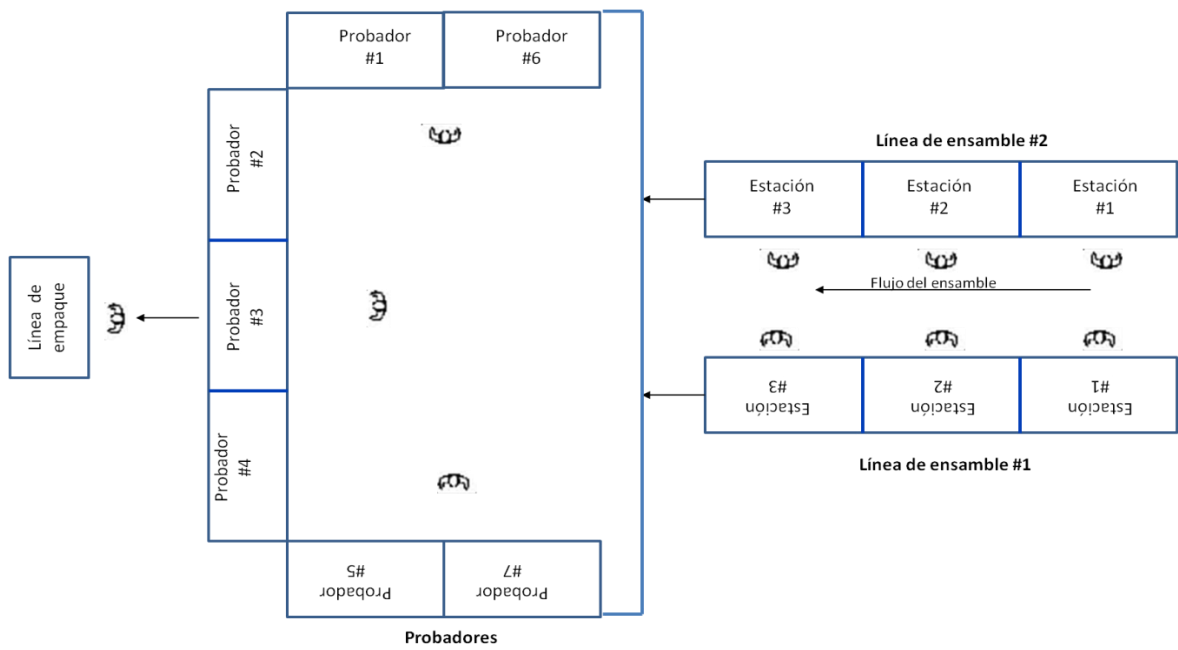 Probador
#1
Probador
#6
Probador
#2
Probador
#3
Probador
#4
Probador
#5
Probador
#7
Probadores
Línea de
empaque
Línea de ensamble #2
Estación
#3
Estación
#2
Estación
#1
Flujo del ensamble
Estación
#3
Estación
#2
Estación
#1
Línea de ensamble #1